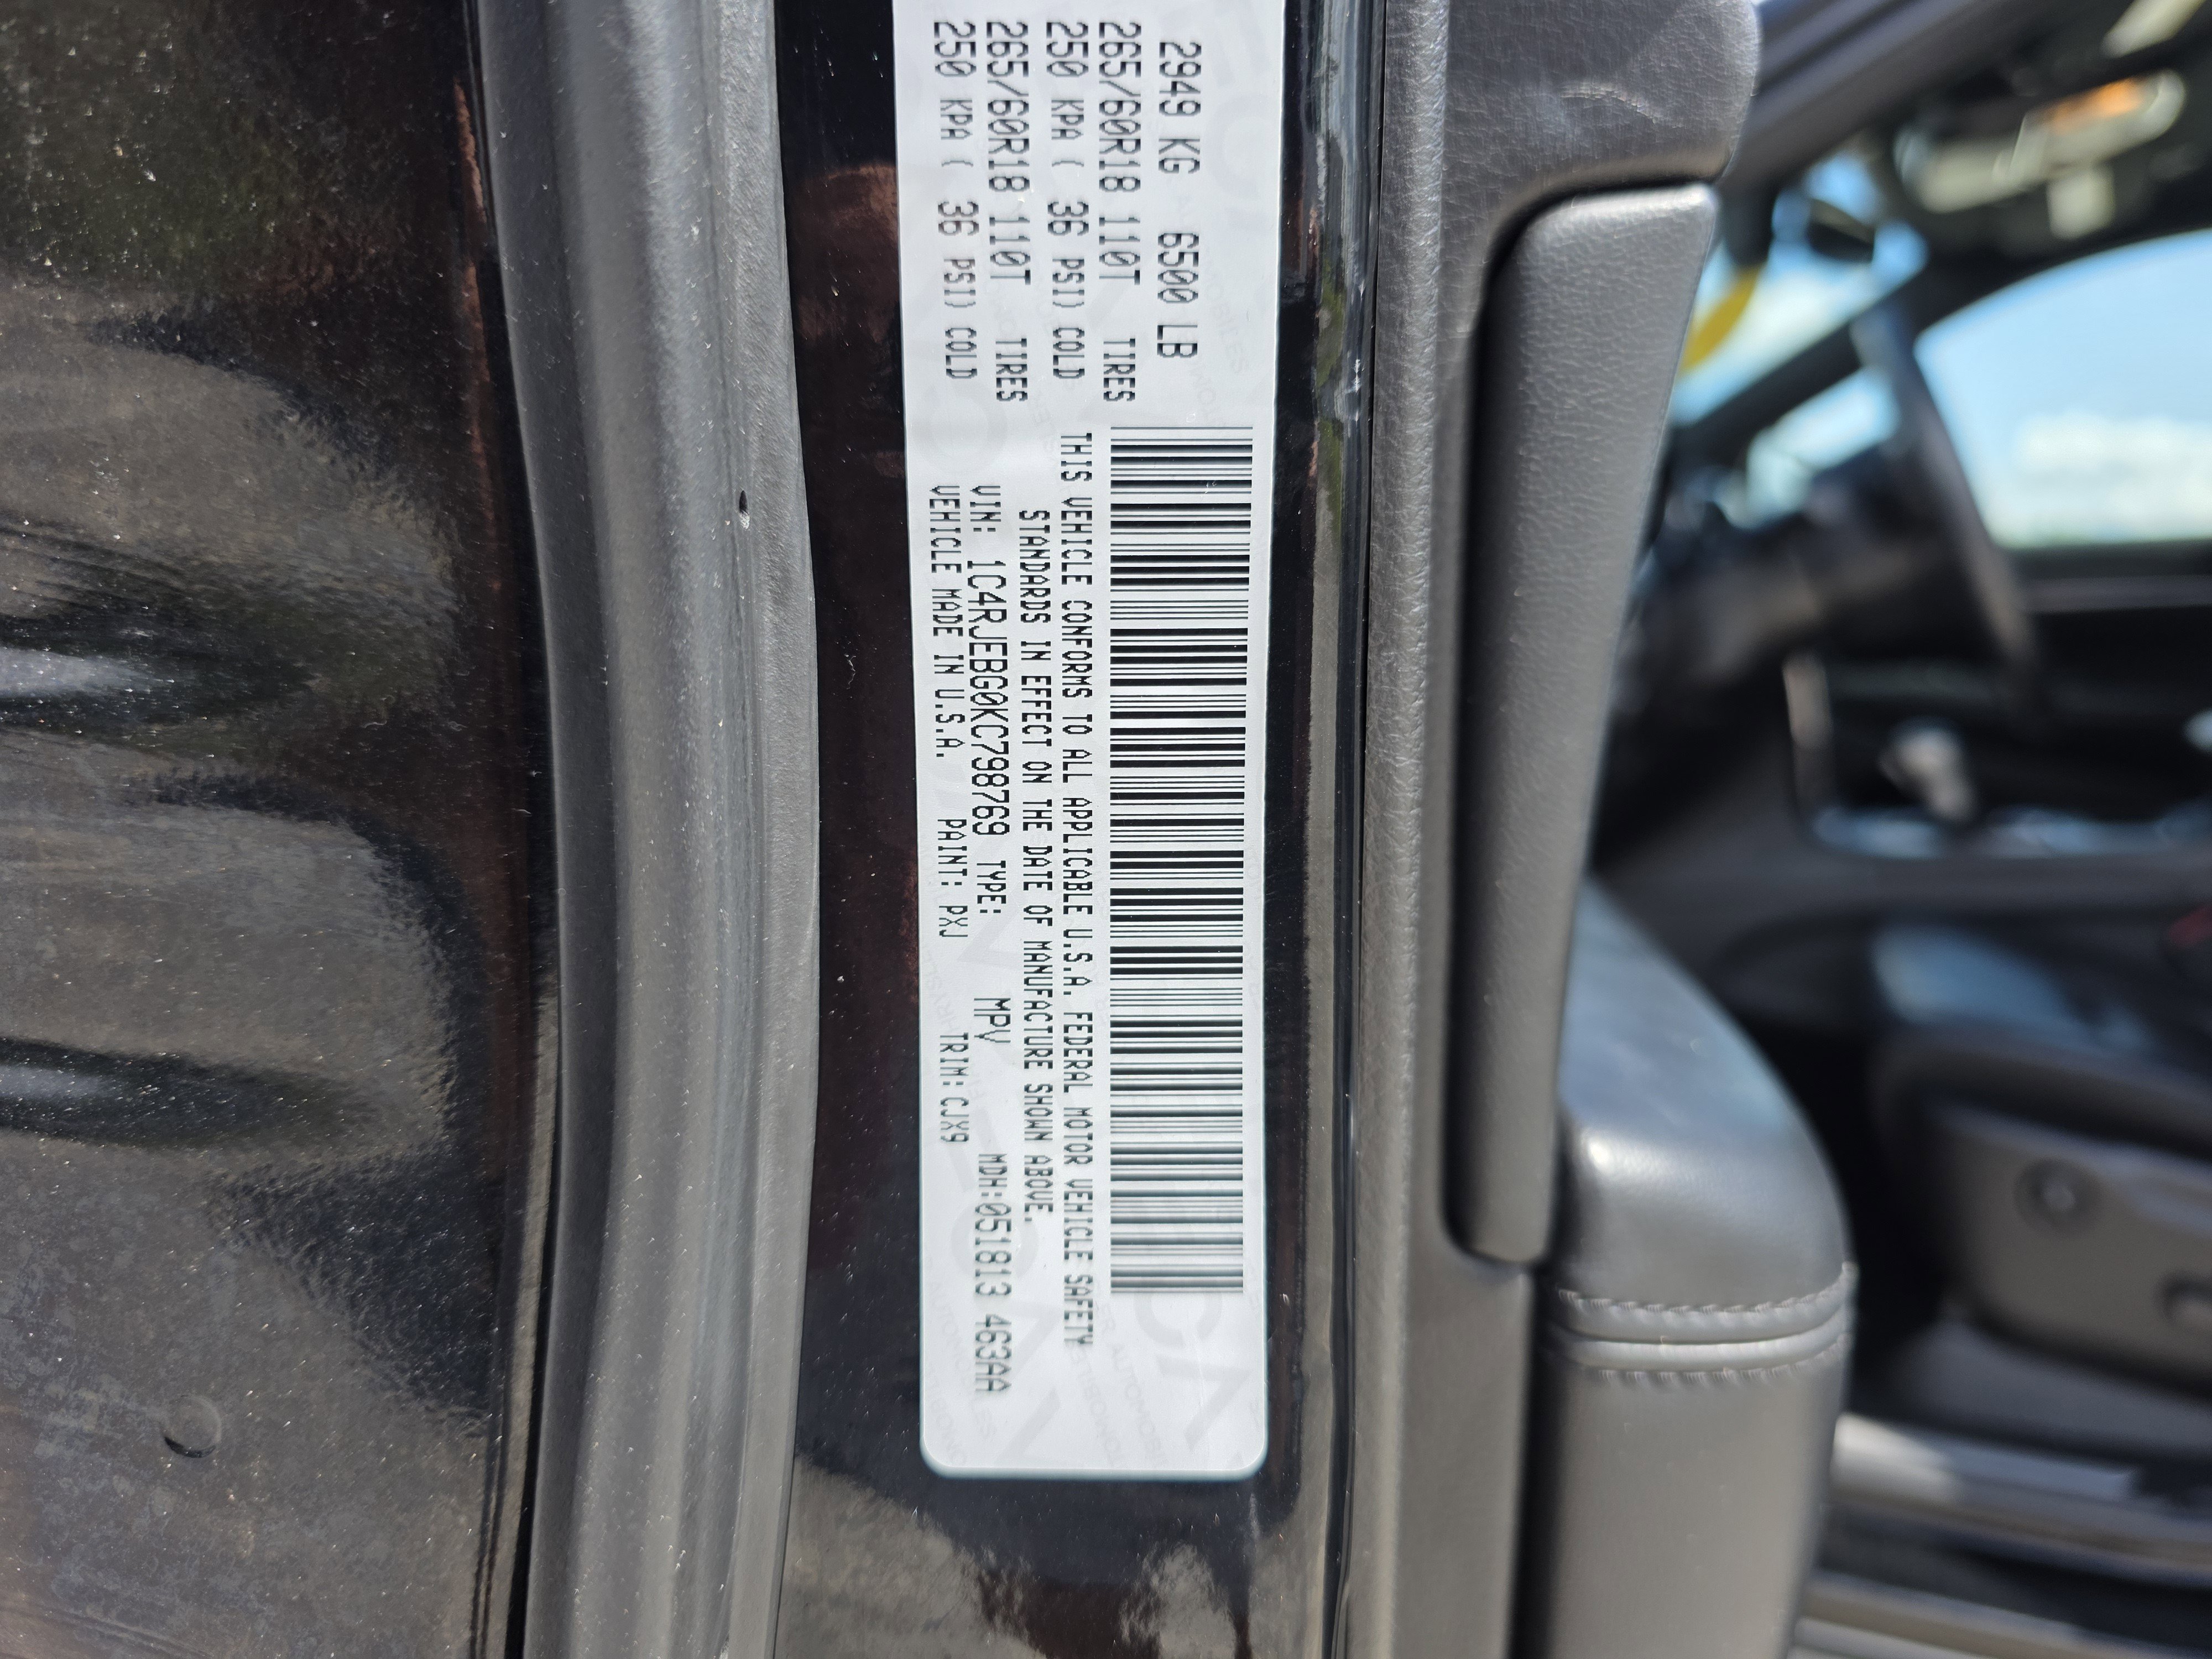 2949 KG 6500 LB
265/60R18 110T TIRES
250 KPA ( 36 PSI) COLD
265/60R18 110T TIRES
250 KPA ( 36 PSI) COLD
THIS VEHICLE CONFORMS TO ALL APPLICABLE U.S.A. FEDERAL MOTOR VEHICLE SAFETY
STANDARDS IN EFFECT ON THE DATE OF MANUFACTURE SHOWN ABOVE.
VIN: 1C4RJEBG0KC798769 TYPE: MPV MDH:051813 463AA
VEHICLE MADE IN U.S.A. PAINT: PXJ TRIM: CJX9